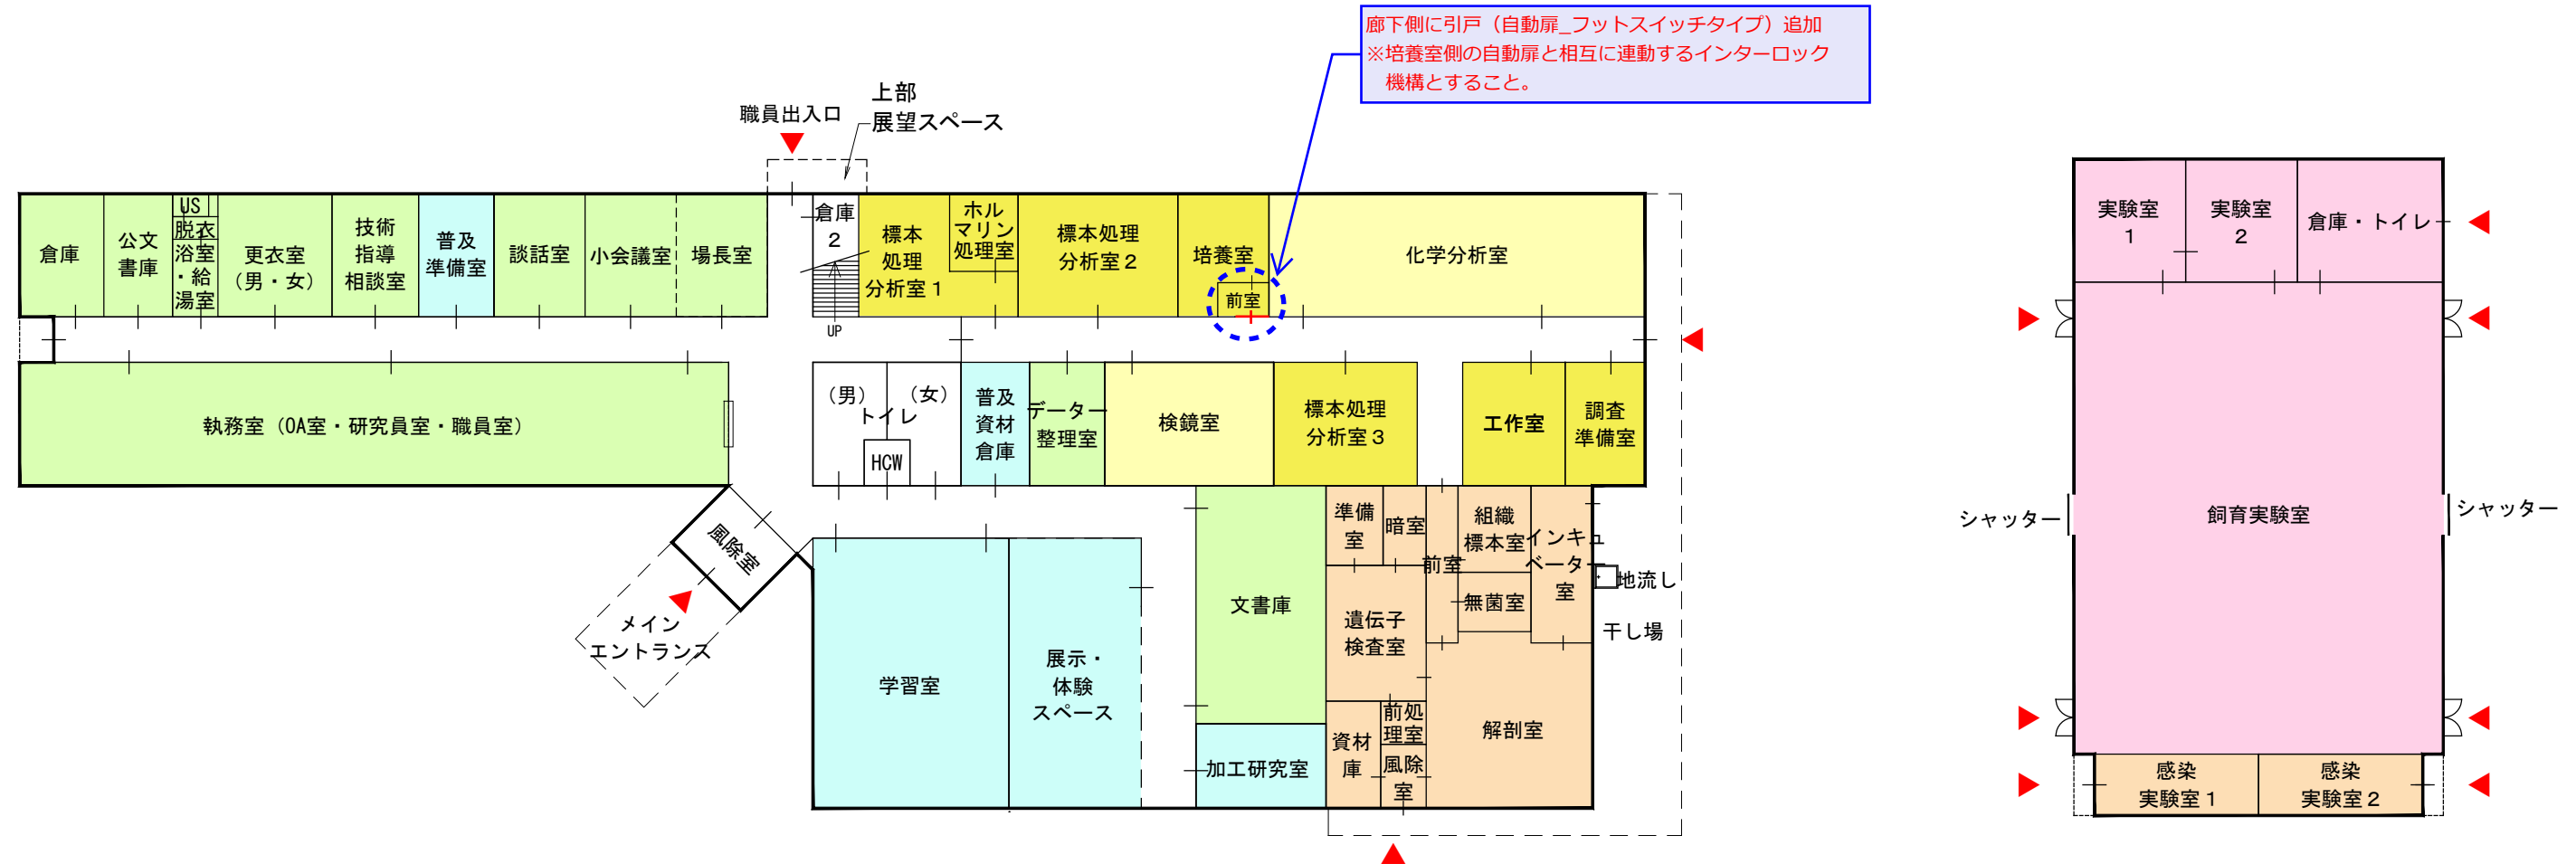 廊下側に引戸（自動扉_フットスイッチタイプ）追加
※培養室側の自動扉と相互に連動するインターロック
機構とすること。
職員出入口
上部
展望スペース
倉庫
公文
書庫
US
脱衣
浴室
・給
湯室
更衣室
（男・女）
技術
指導
相談室
普及
準備室
談話室
小会議室
場長室
倉庫
2
UP
標本
処理
分析室１
ホル
マリン
処理室
標本処理
分析室２
培養室
前室
化学分析室
執務室（OA室・研究員室・職員室）
（男）
（女）
トイレ
HCW
普及
資材
倉庫
データー
整理室
検鏡室
標本処理
分析室３
工作室
調査
準備室
風除室
メイン
エントランス
学習室
展示・
体験
スペース
文書庫
加工研究室
準備
室
暗室
前室
組織
標本室
インキュ
ベーター
室
無菌室
遺伝子
検査室
資材
庫
前処
理室
風除
室
解剖室
地流し
干し場
実験室
1
実験室
2
倉庫・トイレ
シャッター
飼育実験室
シャッター
感染
実験室１
感染
実験室２